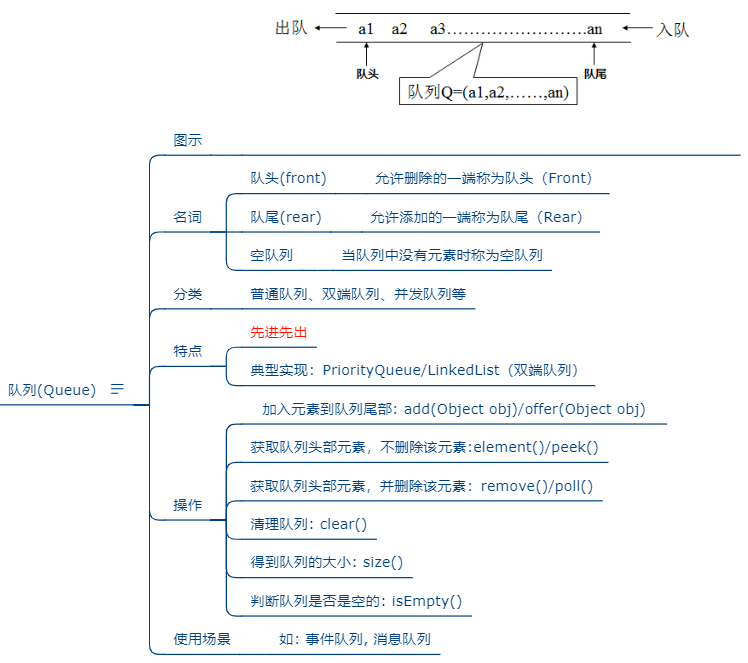 出队 a1 a2 a3…………………….an 入队
队头 队尾
队列Q=(a1,a2,……,an)
图示
队头(front) 允许删除的一端称为队头（Front）
名词 队尾(rear) 允许添加的一端称为队尾（Rear）
空队列 当队列中没有元素时称为空队列
分类 普通队列、双端队列、并发队列等
先进先出
特点
典型实现：PriorityQueue/LinkedList（双端队列）
队列(Queue)
加入元素到队列尾部：add(Object obj)/offer(Object obj)
获取队列头部元素，不删除该元素:element()/peek()
获取队列头部元素，并删除该元素：remove()/poll()
操作
清理队列：clear()
得到队列的大小：size()
判断队列是否是空的：isEmpty()
使用场景 如：事件队列, 消息队列